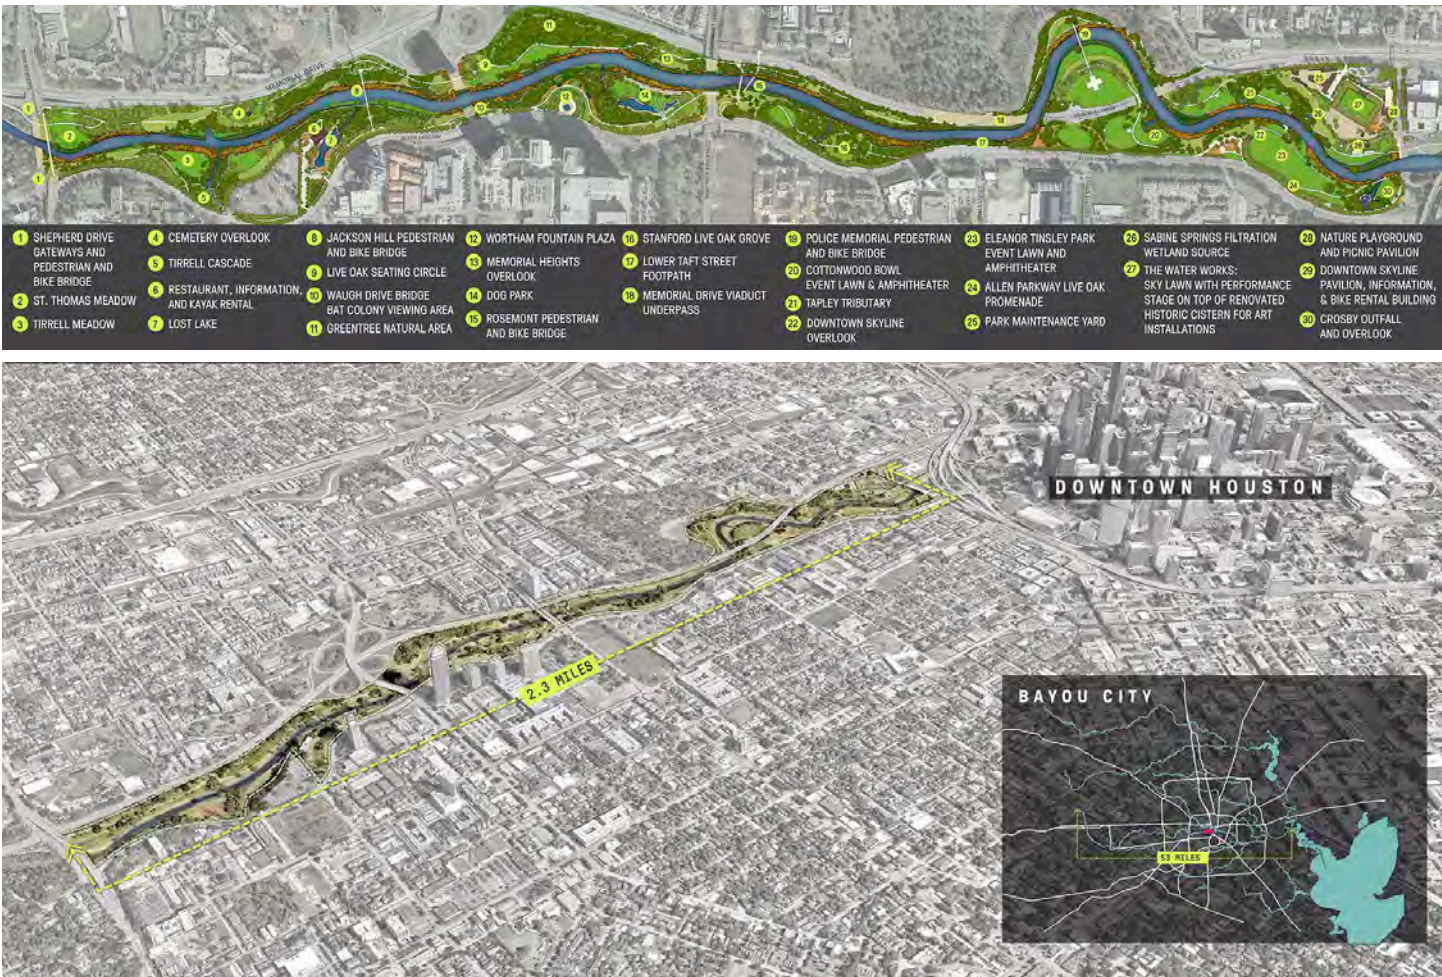 MEMORIAL DRIVE
ALLEN PARKWAY
1 SHEPHERD DRIVE
GATEWAYS AND
PEDESTRIAN AND
BIKE BRIDGE
2 ST. THOMAS MEADOW
3 TIRRELL MEADOW
4 CEMETERY OVERLOOK
5 TIRRELL CASCADE
6 RESTAURANT, INFORMATION,
AND KAYAK RENTAL
7 LOST LAKE
8 JACKSON HILL PEDESTRIAN
AND BIKE BRIDGE
9 LIVE OAK SEATING CIRCLE
10 WAUGH DRIVE BRIDGE
BAT COLONY VIEWING AREA
11 GREENTREE NATURAL AREA
12 WORTHAM FOUNTAIN PLAZA
13 MEMORIAL HEIGHTS
OVERLOOK
14 DOG PARK
15 ROSEMONT PEDESTRIAN
AND BIKE BRIDGE
16 STANFORD LIVE OAK GROVE
17 LOWER TAFT STREET
FOOTPATH
18 MEMORIAL DRIVE VIADUCT
UNDERPASS
19 POLICE MEMORIAL PEDESTRIAN
AND BIKE BRIDGE
20 COTTONWOOD BOWL
EVENT LAWN & AMPHITHEATER
21 TAPLEY TRIBUTARY
22 DOWNTOWN SKYLINE
OVERLOOK
23 ELEANOR TINSLEY PARK
EVENT LAWN AND
AMPHITHEATER
24 ALLEN PARKWAY LIVE OAK
PROMENADE
25 PARK MAINTENANCE YARD
26 SABINE SPRINGS FILTRATION
WETLAND SOURCE
27 THE WATER WORKS:
SKY LAWN WITH PERFORMANCE
STAGE ON TOP OF RENOVATED
HISTORIC CISTERN FOR ART
INSTALLATIONS
28 NATURE PLAYGROUND
AND PICNIC PAVILION
29 DOWNTOWN SKYLINE
PAVILION, INFORMATION,
& BIKE RENTAL BUILDING
30 CROSBY OUTFALL
AND OVERLOOK
DOWNTOWN HOUSTON
2.3 MILES
BAYOU CITY
53 MILES